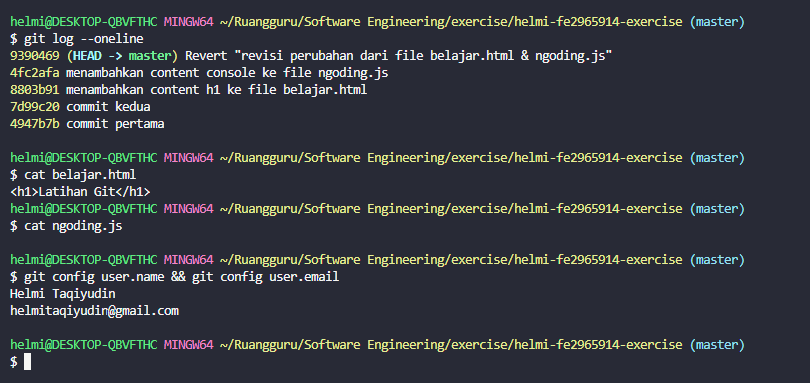 helmi@DESKTOP-QBVFTHC MINGW64 ~/Ruangguru/Software Engineering/exercise/helmi-fe2965914-exercise (master)
$ git log --oneline
9390469 (HEAD -> master) Revert "revisi perubahan dari file belajar.html & ngoding.js"
4fc2afa menambahkan content console ke file ngoding.js
8803b91 menambahkan content h1 ke file belajar.html
7d99c20 commit kedua
4947b7b commit pertama
helmi@DESKTOP-QBVFTHC MINGW64 ~/Ruangguru/Software Engineering/exercise/helmi-fe2965914-exercise (master)
$ cat belajar.html
<h1>Latihan Git</h1>
helmi@DESKTOP-QBVFTHC MINGW64 ~/Ruangguru/Software Engineering/exercise/helmi-fe2965914-exercise (master)
$ cat ngoding.js
helmi@DESKTOP-QBVFTHC MINGW64 ~/Ruangguru/Software Engineering/exercise/helmi-fe2965914-exercise (master)
$ git config user.name && git config user.email
Helmi Taqiyudin
helmitaqiyudin@gmail.com
helmi@DESKTOP-QBVFTHC MINGW64 ~/Ruangguru/Software Engineering/exercise/helmi-fe2965914-exercise (master)
$